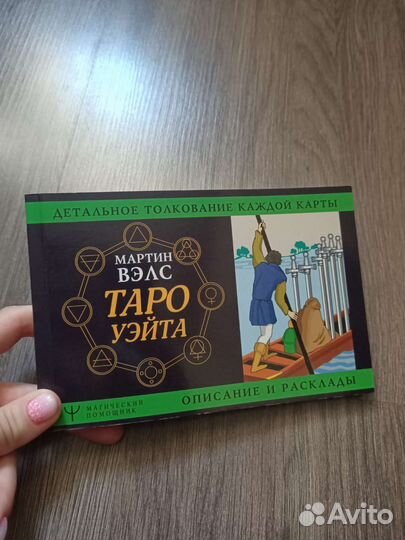 ДЕТАЛЬНОЕ ТОЛКОВАНИЕ КАЖДОЙ КАРТЫ
МАРТИН
ВЭЛС
ТАРО
УЭЙТА
МАГИЧЕСКИЙ
ПОМОЩНИК
ОПИСАНИЕ И РАСКЛАДЫ
Avito